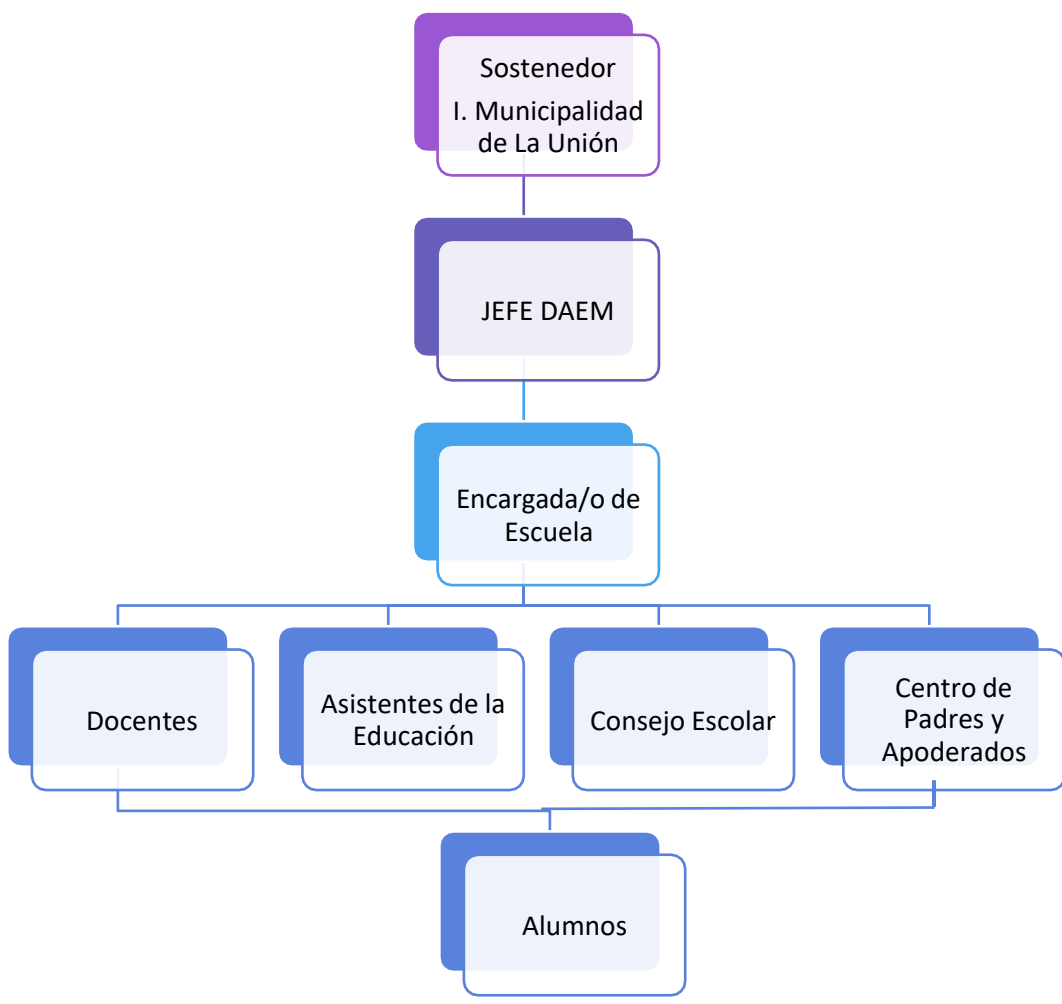 Sostenedor
I. Municipalidad
de La Unión
JEFE DAEM
Encargada/o de
Escuela
Docentes
Asistentes de la
Educación
Consejo Escolar
Centro de
Padres y
Apoderados
Alumnos